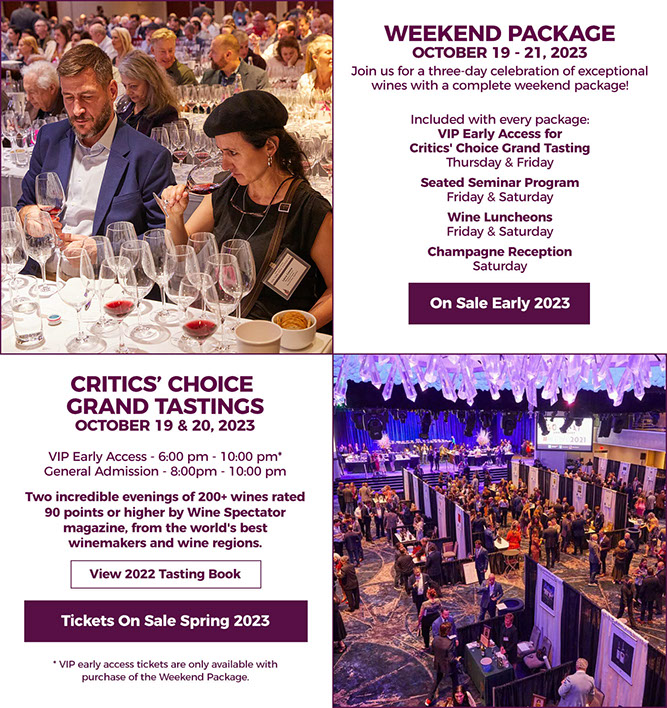 WEEKEND PACKAGE
OCTOBER 19 - 21, 2023
Join us for a three-day celebration of exceptional
wines with a complete weekend package!
Included with every package:
VIP Early Access for
Critics' Choice Grand Tasting
Thursday & Friday
Seated Seminar Program
Friday & Saturday
Wine Luncheons
Friday & Saturday
Champagne Reception
Saturday
On Sale Early 2023
CRITICS’ CHOICE
GRAND TASTINGS
OCTOBER 19 & 20, 2023
VIP Early Access - 6:00 pm - 10:00 pm*
General Admission - 8:00pm - 10:00 pm
Two incredible evenings of 200+ wines rated
90 points or higher by Wine Spectator
magazine, from the world's best
winemakers and wine regions.
View 2022 Tasting Book
Tickets On Sale Spring 2023
* VIP early access tickets are only available with
purchase of the Weekend Package.
2021